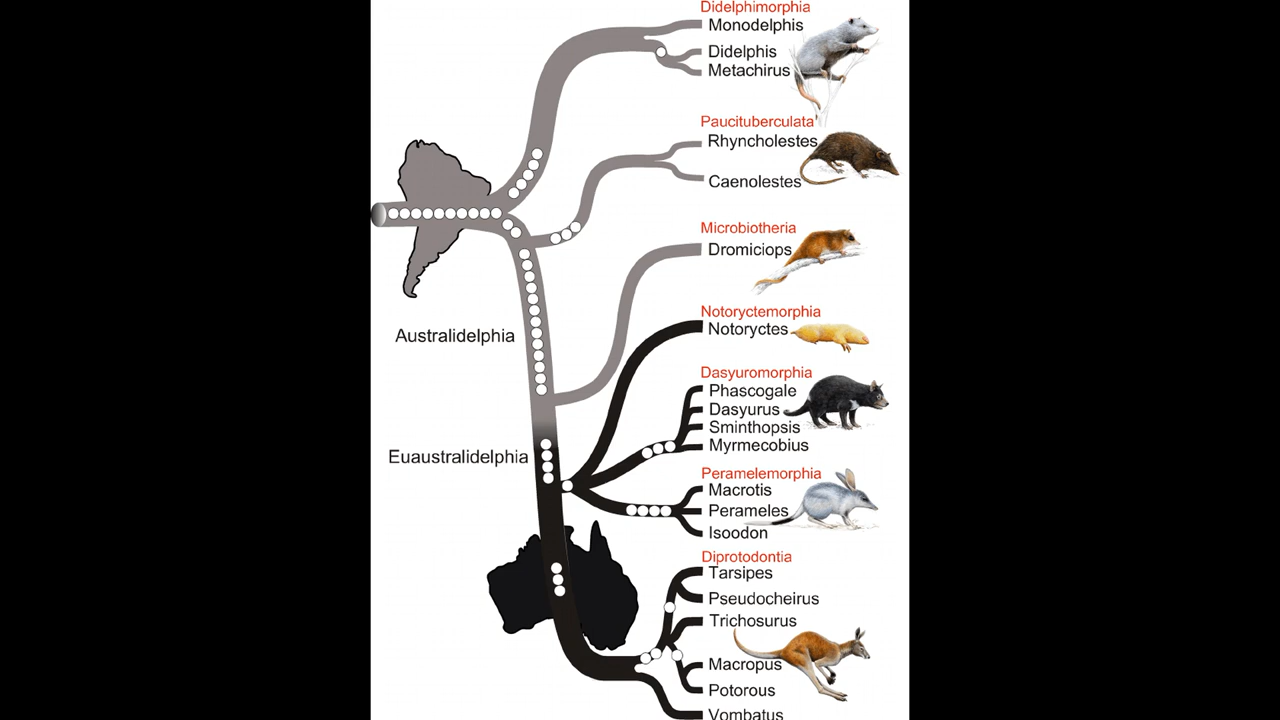 Didelphimorphia
Monodelphis
Didelphis
Metachirus
Paucituberculata
Rhyncholestes
Caenolestes
Microbiotheria
Dromiciops
Notoryctemorphia
Notoryctes
Australidelphia
Dasyuromorphia
Phascogale
Dasyurus
Sminthopsis
Myrmecobius
Euaustralidelphia
Peramelemorphia
Macrotis
Perameles
Isoodon
Diprotodontia
Tarsipes
Pseudocheirus
Trichosurus
Macropus
Potorous
Vombatus